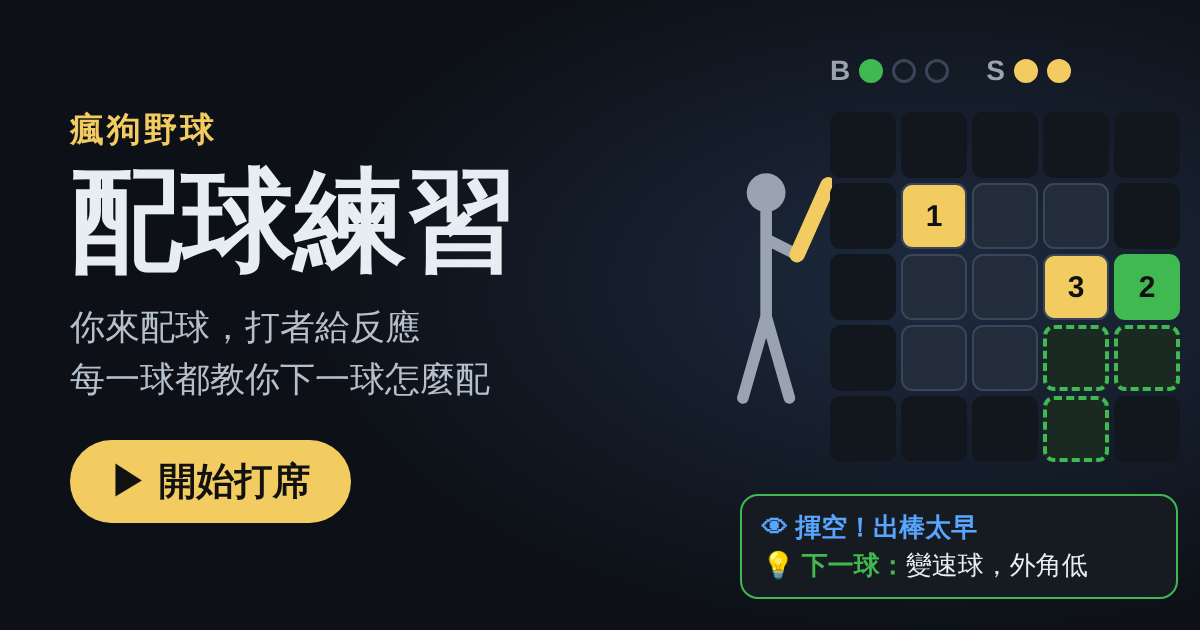 瘋狗野球
配球練習
你來配球，打者給反應
每一球都教你下一球怎麼配
▶ 開始打席
B S
1
3 2
👁 揮空！出棒太早
💡 下一球：變速球，外角低